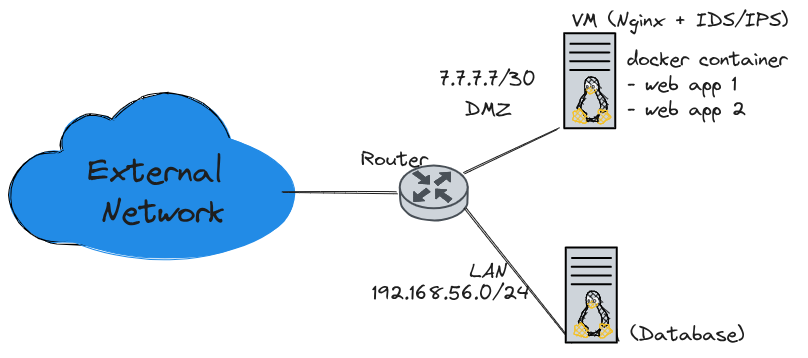 VM (Nginx + IDS/IPS)
docker container
- web app 1
- web app 2
7.7.7.7/30
DMZ
Router
External
Network
LAN
192.168.56.0/24
(Database)